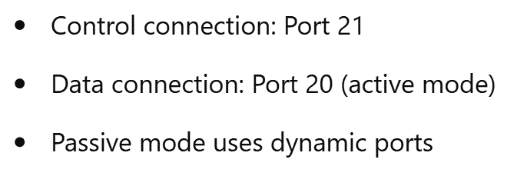 • Control connection: Port 21
• Data connection: Port 20 (active mode)
• Passive mode uses dynamic ports